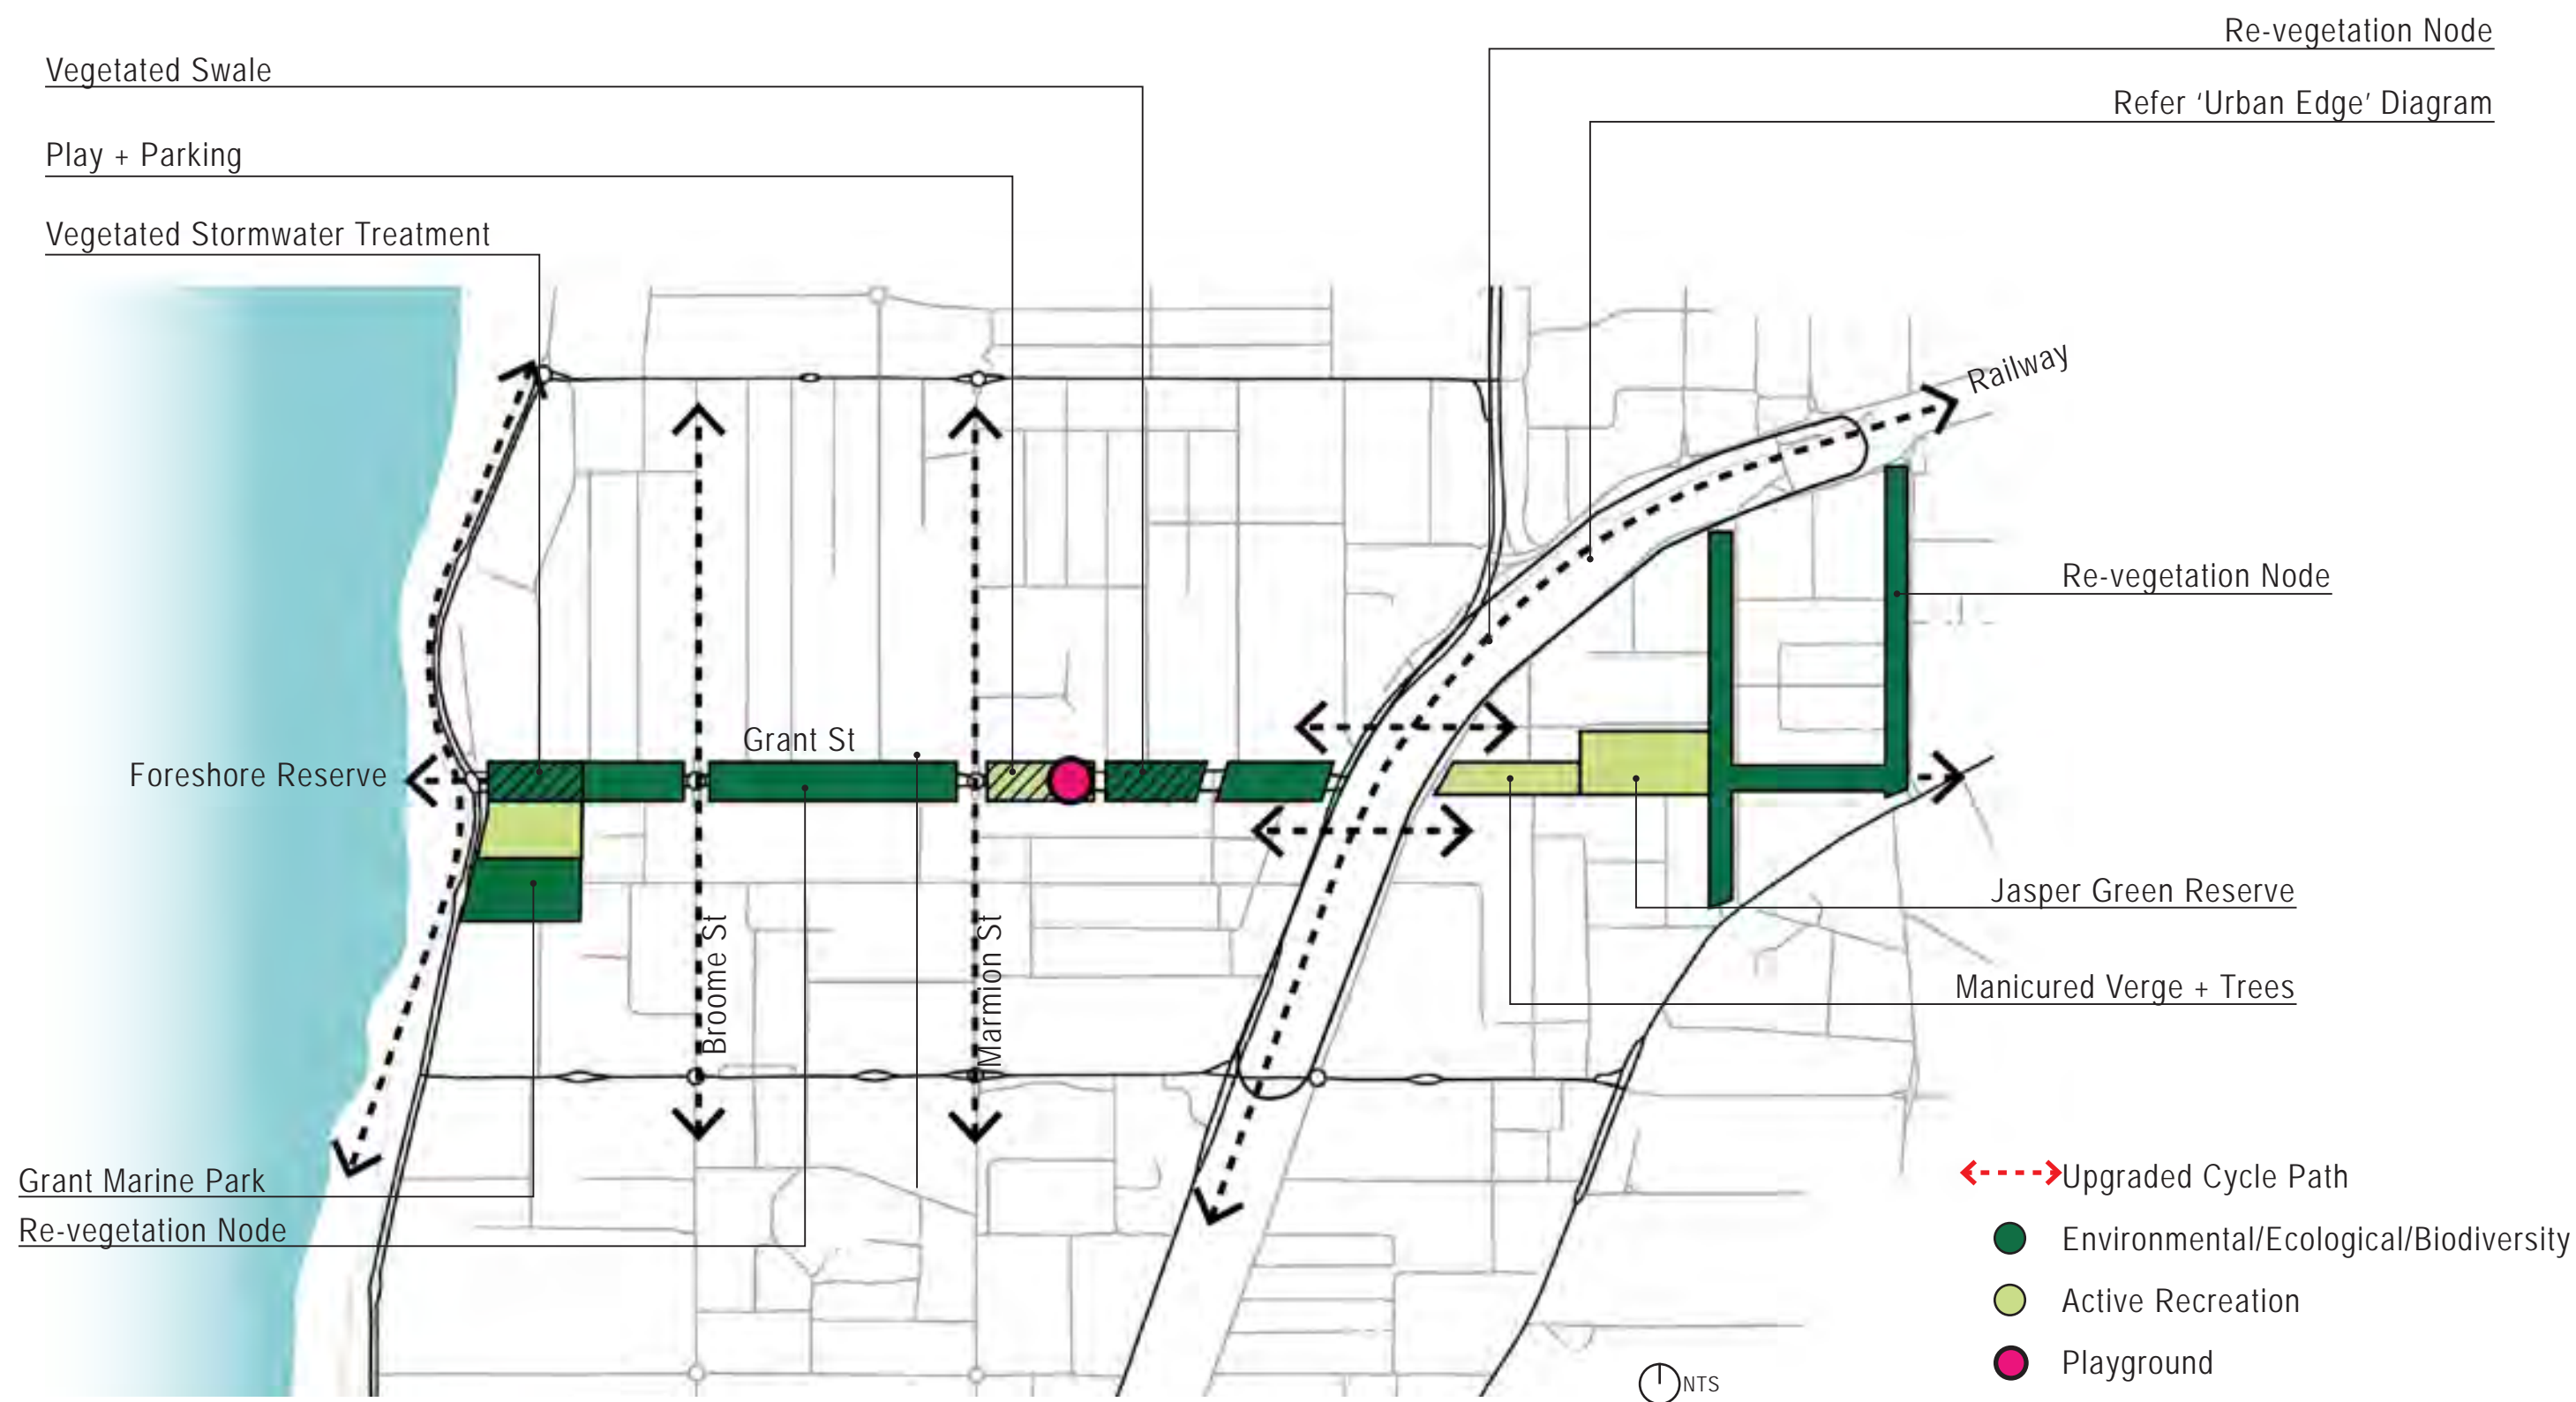 Re-vegetation Node
Vegetated Swale
Refer ‘Urban Edge’ Diagram
Play + Parking
Vegetated Stormwater Treatment
Railway
Re-vegetation Node
Grant St
Foreshore Reserve
Jasper Green Reserve
Broome St
Marmion St
Manicured Verge + Trees
Grant Marine Park
Upgraded Cycle Path
Re-vegetation Node
Environmental/Ecological/Biodiversity
Active Recreation
Playground
NTS